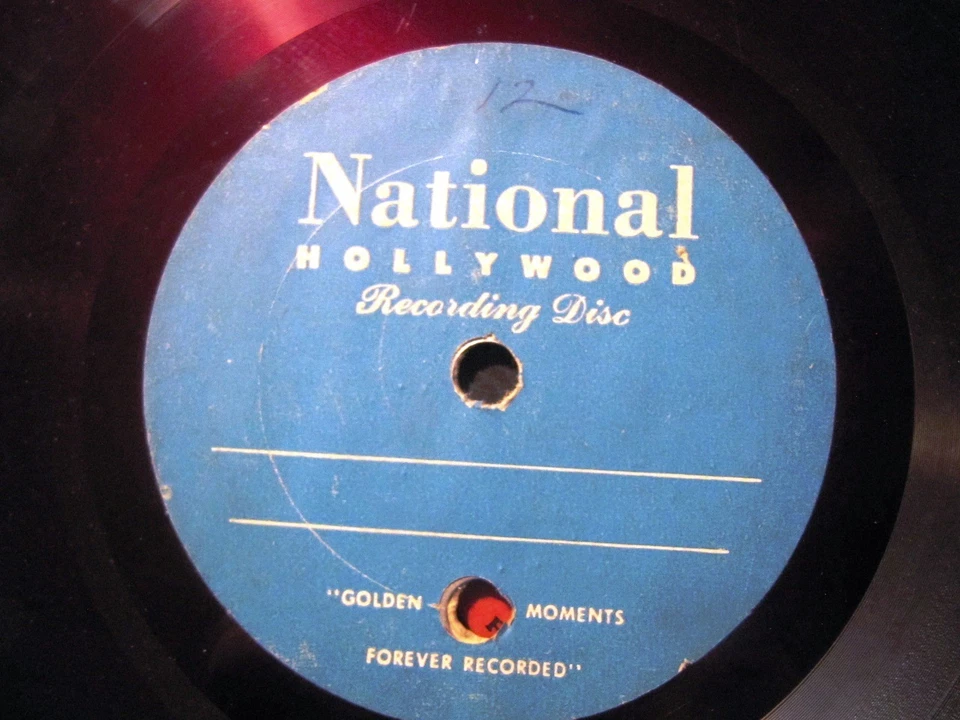 12
National
HOLLYWOOD
Recording Disc
"GOLDEN MOMENTS
FOREVER RECORDED"